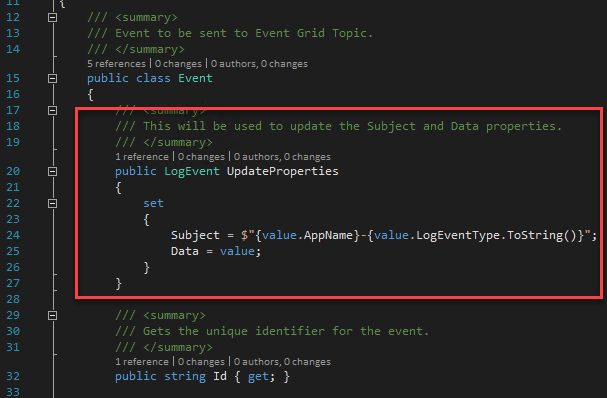 11 {
12 /// <summary>
13 /// Event to be sent to Event Grid Topic.
14 /// </summary>
5 references | 0 changes | 0 authors, 0 changes
15 public class Event
16 {
17 /// <summary>
18 /// This will be used to update the Subject and Data properties.
19 /// </summary>
1 reference | 0 changes | 0 authors, 0 changes
20 public LogEvent UpdateProperties
21 {
22 set
23 {
24 Subject = $"{value.AppName}-{value.LogEventType.ToString()}";
25 Data = value;
26 }
27 }
28
29 /// <summary>
30 /// Gets the unique identifier for the event.
31 /// </summary>
1 reference | 0 changes | 0 authors, 0 changes
32 public string Id { get; }
33